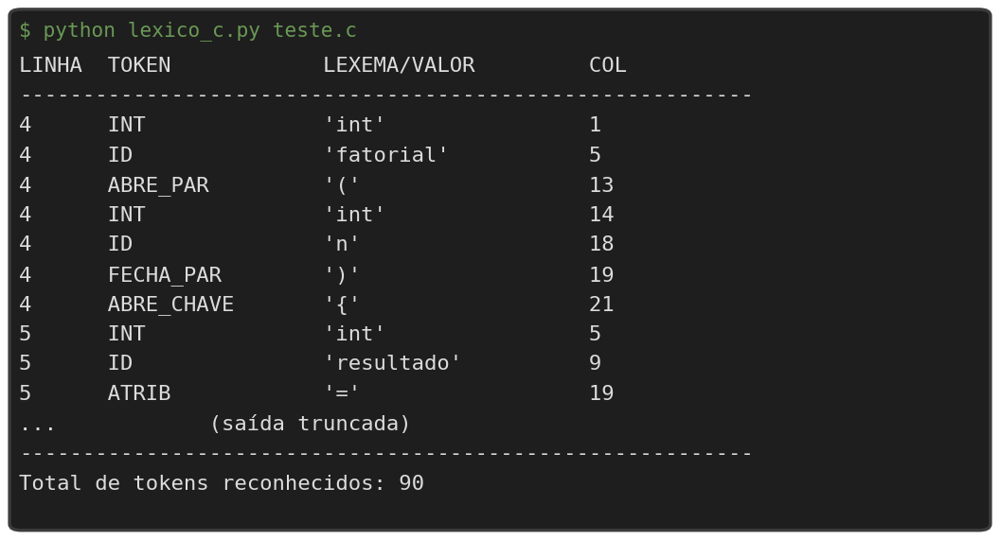 $ python lexico_c.py teste.c
LINHA  TOKEN            LEXEMA/VALOR         COL
----------------------------------------------------------
4      INT              'int'                1
4      ID               'fatorial'           5
4      ABRE_PAR         '('                  13
4      INT              'int'                14
4      ID               'n'                  18
4      FECHA_PAR        ')'                  19
4      ABRE_CHAVE       '{'                  21
5      INT              'int'                5
5      ID               'resultado'          9
5      ATRIB            '='                  19
...            (saída truncada)
----------------------------------------------------------
Total de tokens reconhecidos: 90